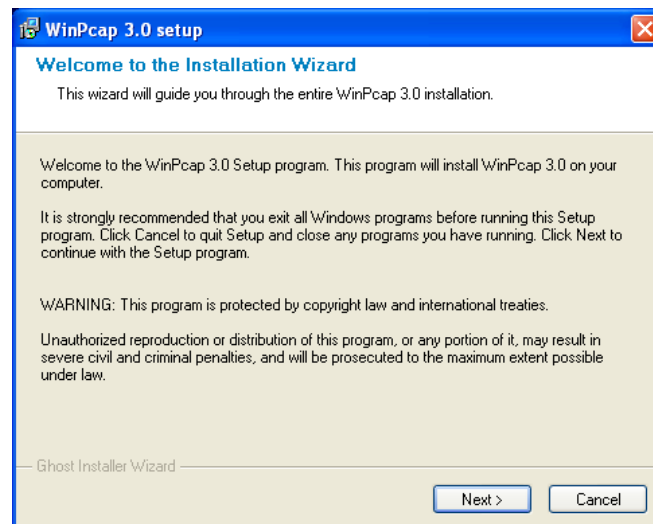 WinPcap 3.0 setup
Welcome to the Installation Wizard
This wizard will guide you through the entire WinPcap 3.0 installation.
Welcome to the WinPcap 3.0 Setup program. This program will install WinPcap 3.0 on your
computer.
It is strongly recommended that you exit all Windows programs before running this Setup
program. Click Cancel to quit Setup and close any programs you have running. Click Next to
continue with the Setup program.
WARNING: This program is protected by copyright law and international treaties.
Unauthorized reproduction or distribution of this program, or any portion of it, may result in
severe civil and criminal penalties, and will be prosecuted to the maximum extent possible
under law.
Ghost Installer Wizard
Next >
Cancel